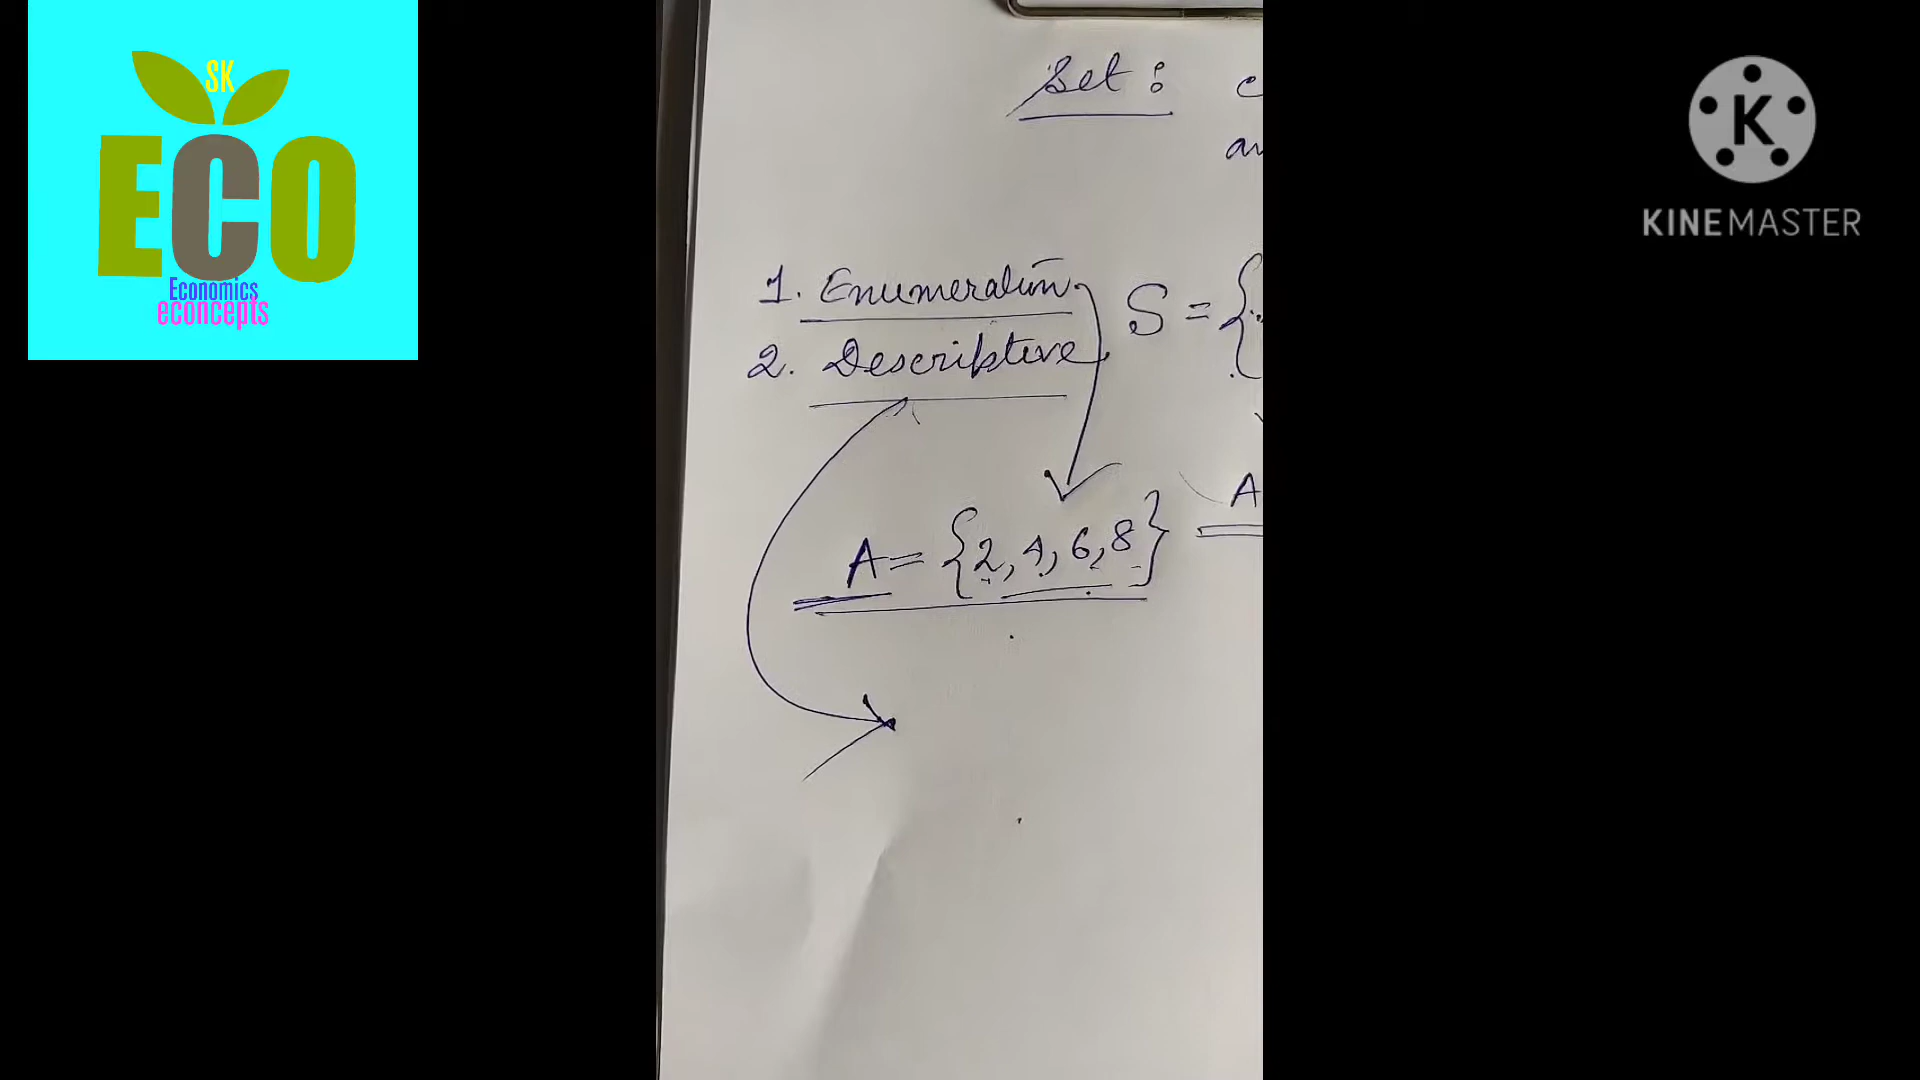 SK
ECO
Economics
econcepts
KINEMASTER
Set:
1. Enumeration
S = {
2. Descriptive
A
A = {2, 4, 6, 8}